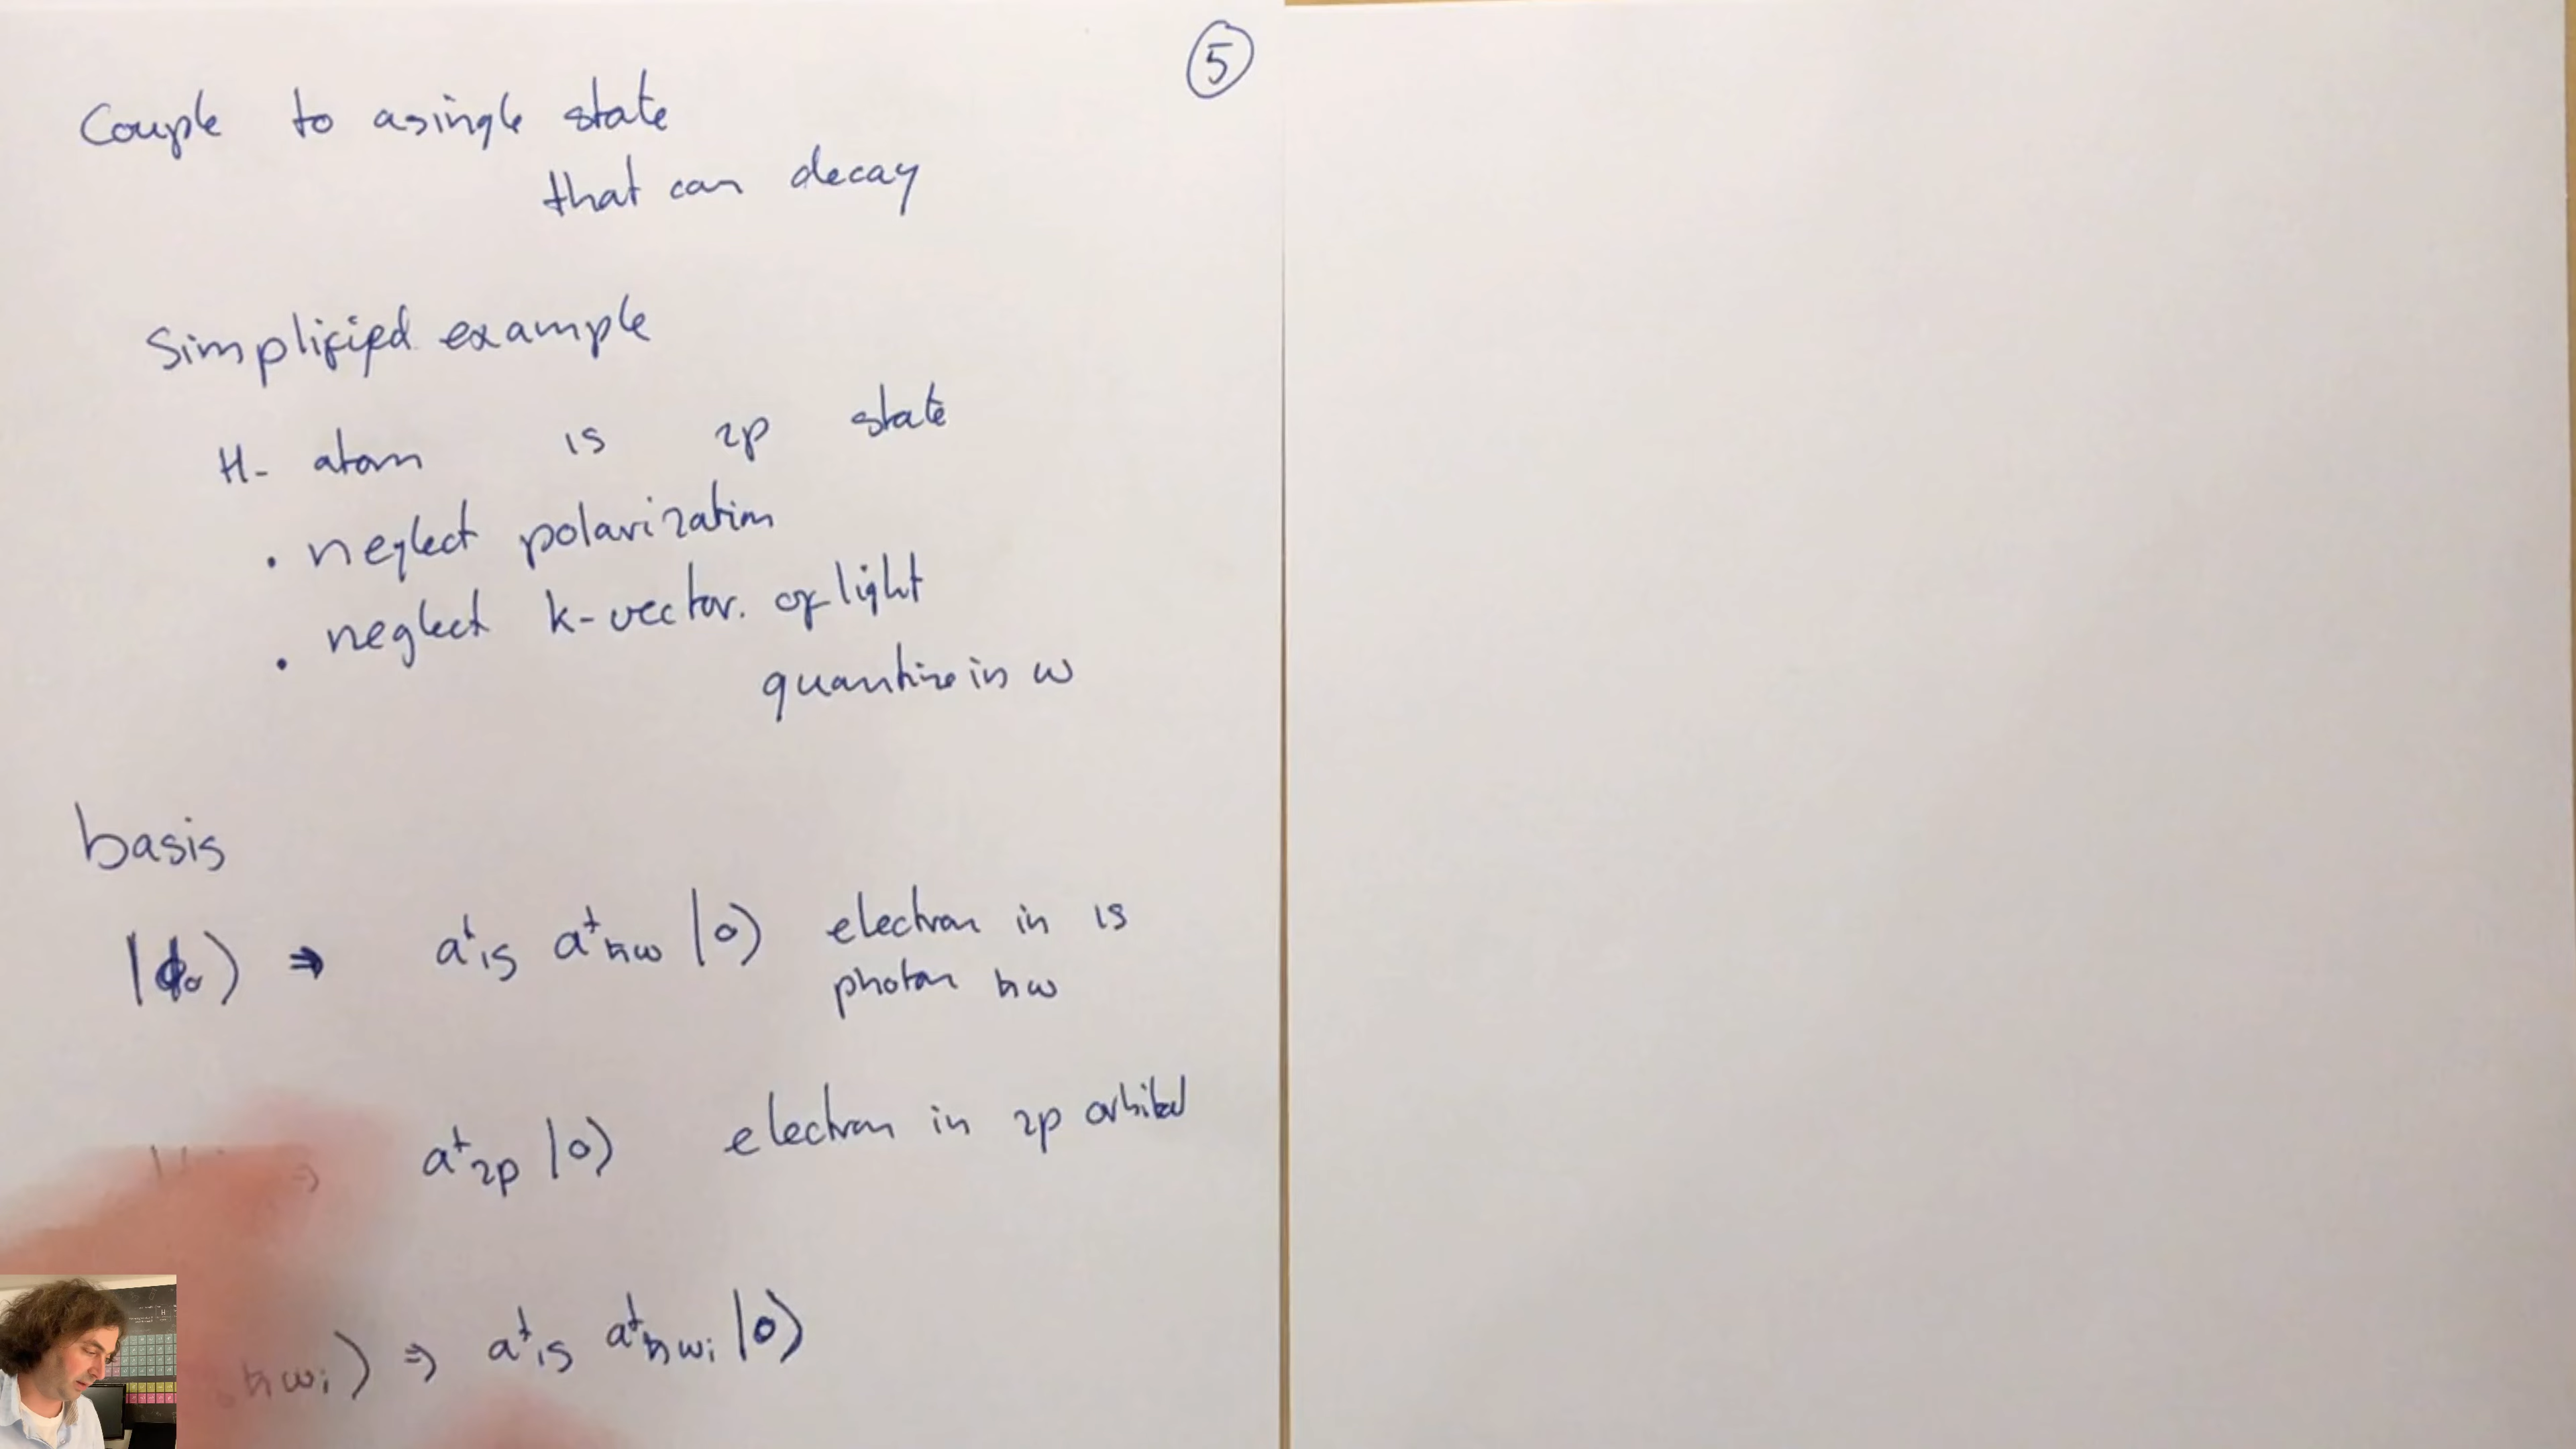 5
Couple to a single state
that can decay
Simplified example
H- atom 1s 2p state
· neglect polarization
· neglect k-vector. of light
quantize in ω
basis
|ϕ₀⟩ ⇒ a†1s a†ħω |0⟩ electron in 1s
photon ħω
⇒ a†2p |0⟩ electron in 2p orbital
ħωi⟩ ⇒ a†1s a†ħωi |0⟩